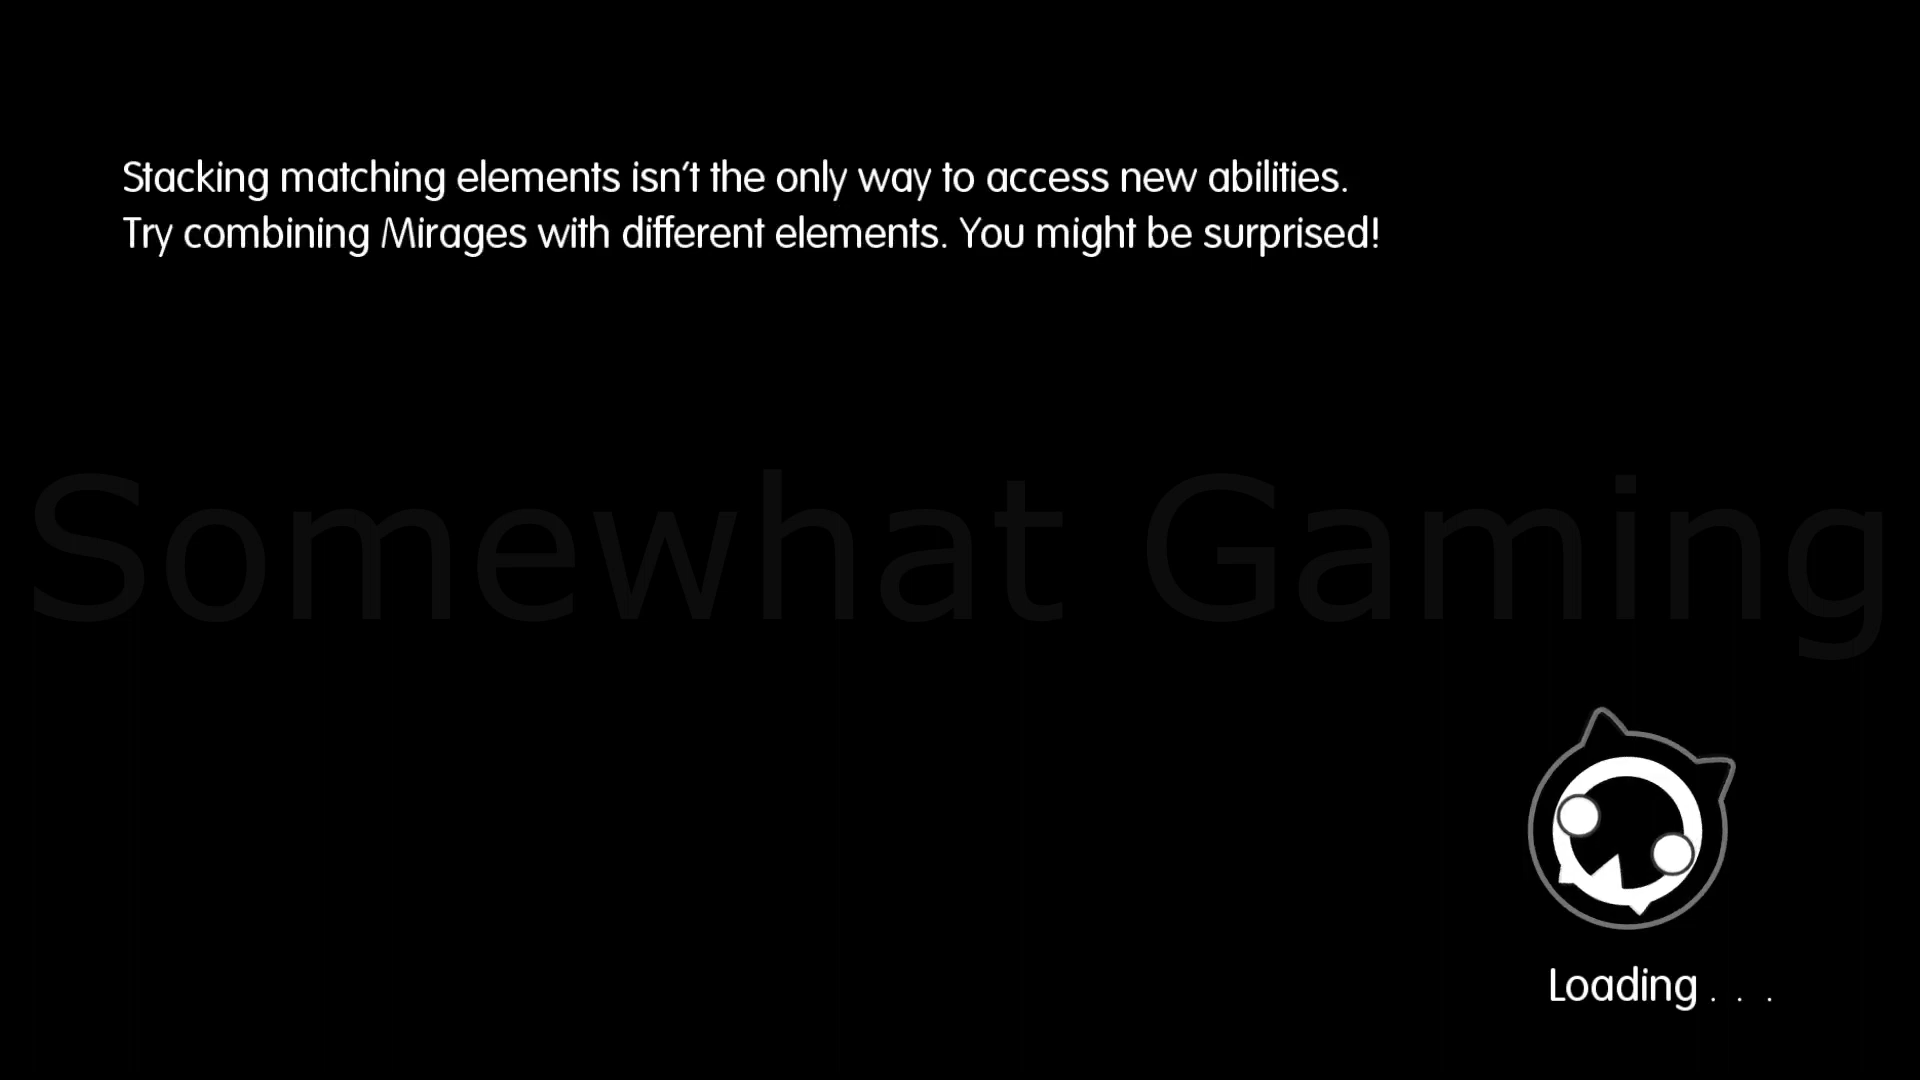 Stacking matching elements isn't the only way to access new abilities.
Try combining Mirages with different elements. You might be surprised!
Somewhat Gaming
Loading . . .